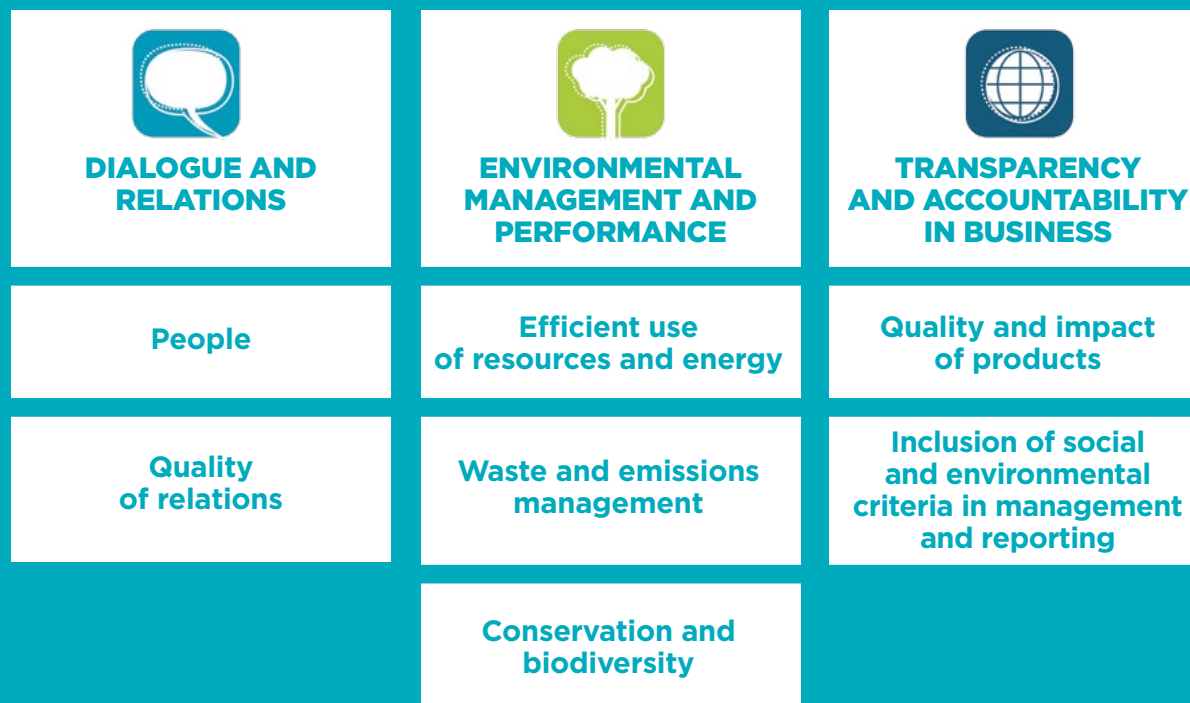 DIALOGUE AND
RELATIONS
People
Quality
of relations
ENVIRONMENTAL
MANAGEMENT AND
PERFORMANCE
Efficient use
of resources and energy
Waste and emissions
management
Conservation and
biodiversity
TRANSPARENCY
AND ACCOUNTABILITY
IN BUSINESS
Quality and impact
of products
Inclusion of social
and environmental
criteria in management
and reporting